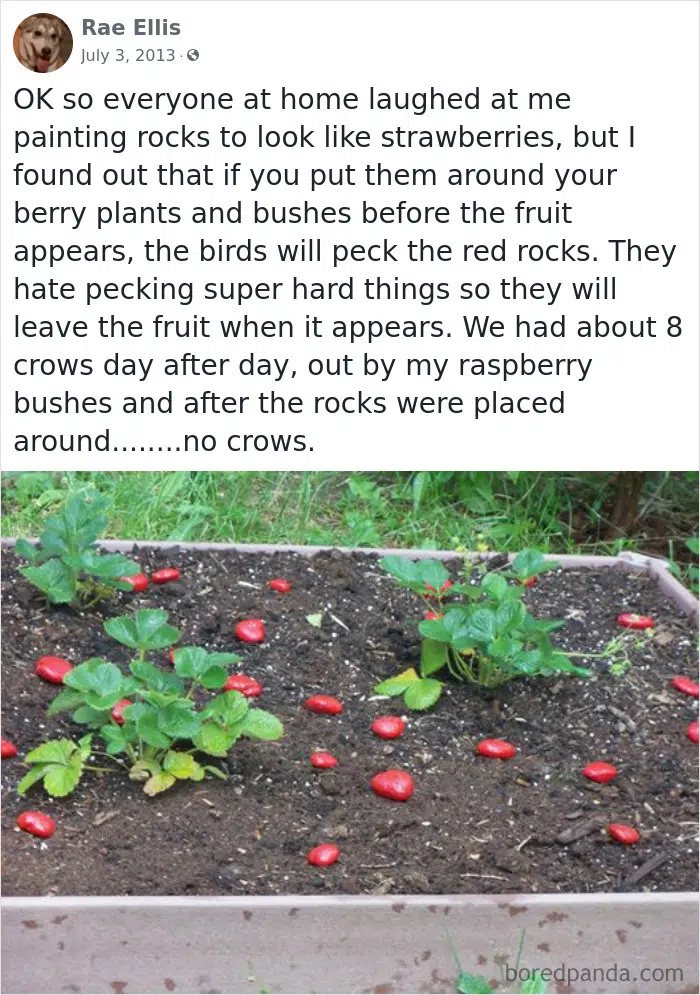 Rae Ellis
July 3, 2013 ·
OK so everyone at home laughed at me
painting rocks to look like strawberries, but I
found out that if you put them around your
berry plants and bushes before the fruit
appears, the birds will peck the red rocks. They
hate pecking super hard things so they will
leave the fruit when it appears. We had about 8
crows day after day, out by my raspberry
bushes and after the rocks were placed
around........no crows.
boredpanda.com